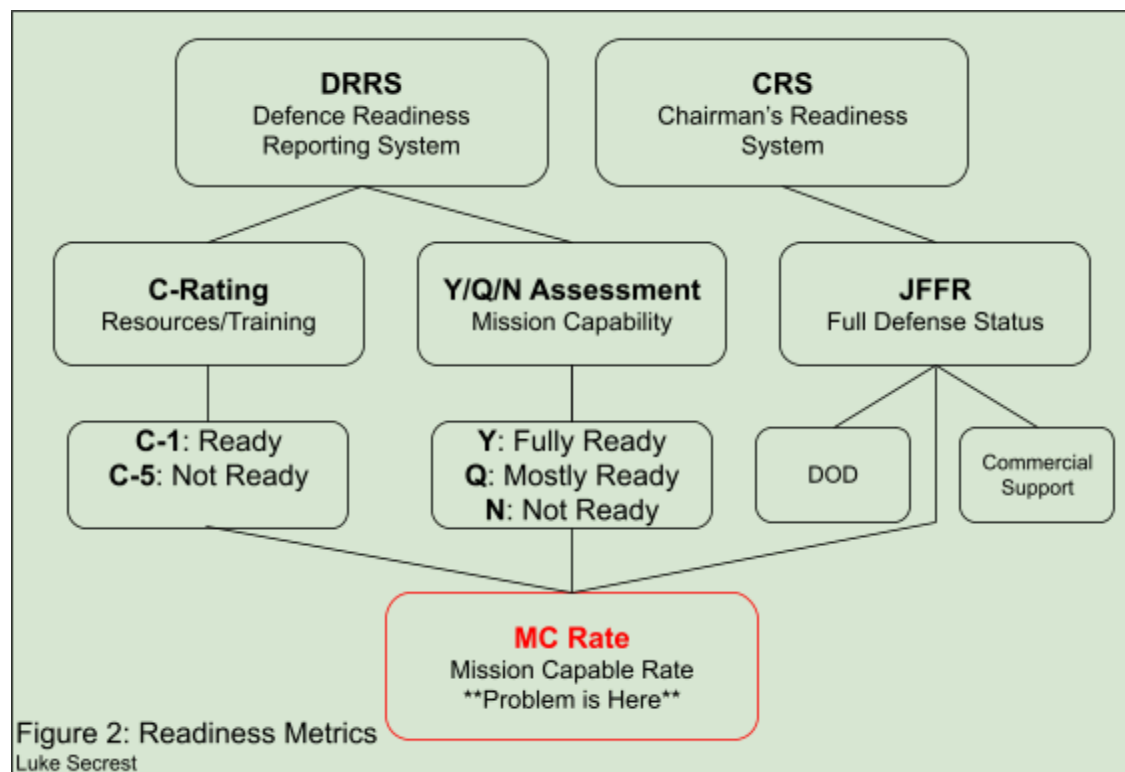 DRRS
Defence Readiness
Reporting System
CRS
Chairman's Readiness
System
C-Rating
Resources/Training
Y/Q/N Assessment
Mission Capability
JFFR
Full Defense Status
C-1: Ready
C-5: Not Ready
Y: Fully Ready
Q: Mostly Ready
N: Not Ready
DOD
Commercial
Support
MC Rate
Mission Capable Rate
**Problem is Here**
Figure 2: Readiness Metrics
Luke Secrest